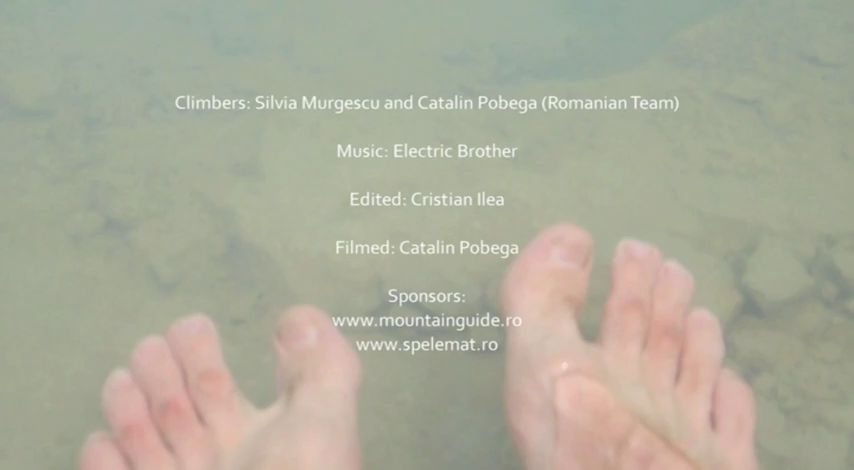 Climbers: Silvia Murgescu and Catalin Pobega (Romanian Team)
Music: Electric Brother
Edited: Cristian Ilea
Filmed: Catalin Pobega
Sponsors:
www.mountainguide.ro
www.spelemat.ro